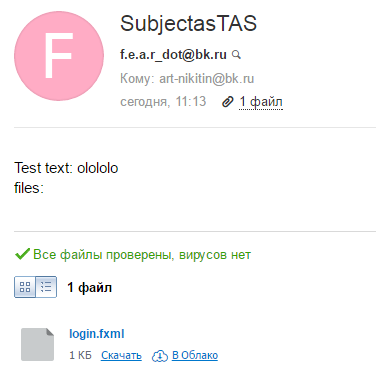 F
SubjectasTAS
f.e.a.r_dot@bk.ru
Кому: art-nikitin@bk.ru
сегодня, 11:13 1 файл
Test text: olololo
files:
Все файлы проверены, вирусов нет
1 файл
login.fxml
1 КБ Скачать В Облако